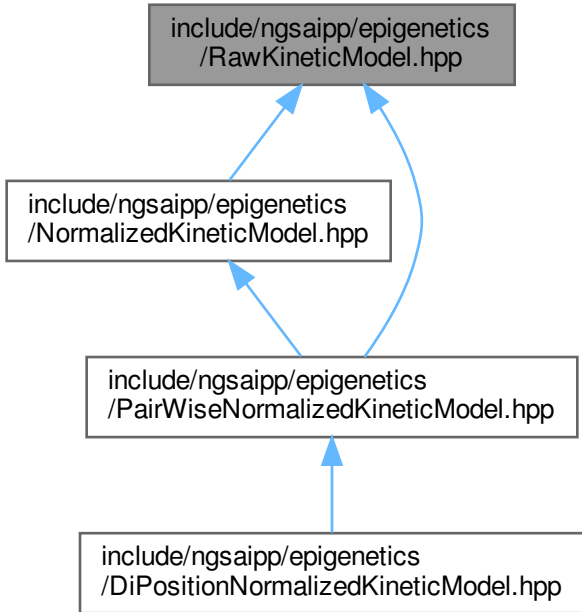 include/ngsaipp/epigenetics
/RawKineticModel.hpp
include/ngsaipp/epigenetics
/NormalizedKineticModel.hpp
include/ngsaipp/epigenetics
/PairWiseNormalizedKineticModel.hpp
include/ngsaipp/epigenetics
/DiPositionNormalizedKineticModel.hpp